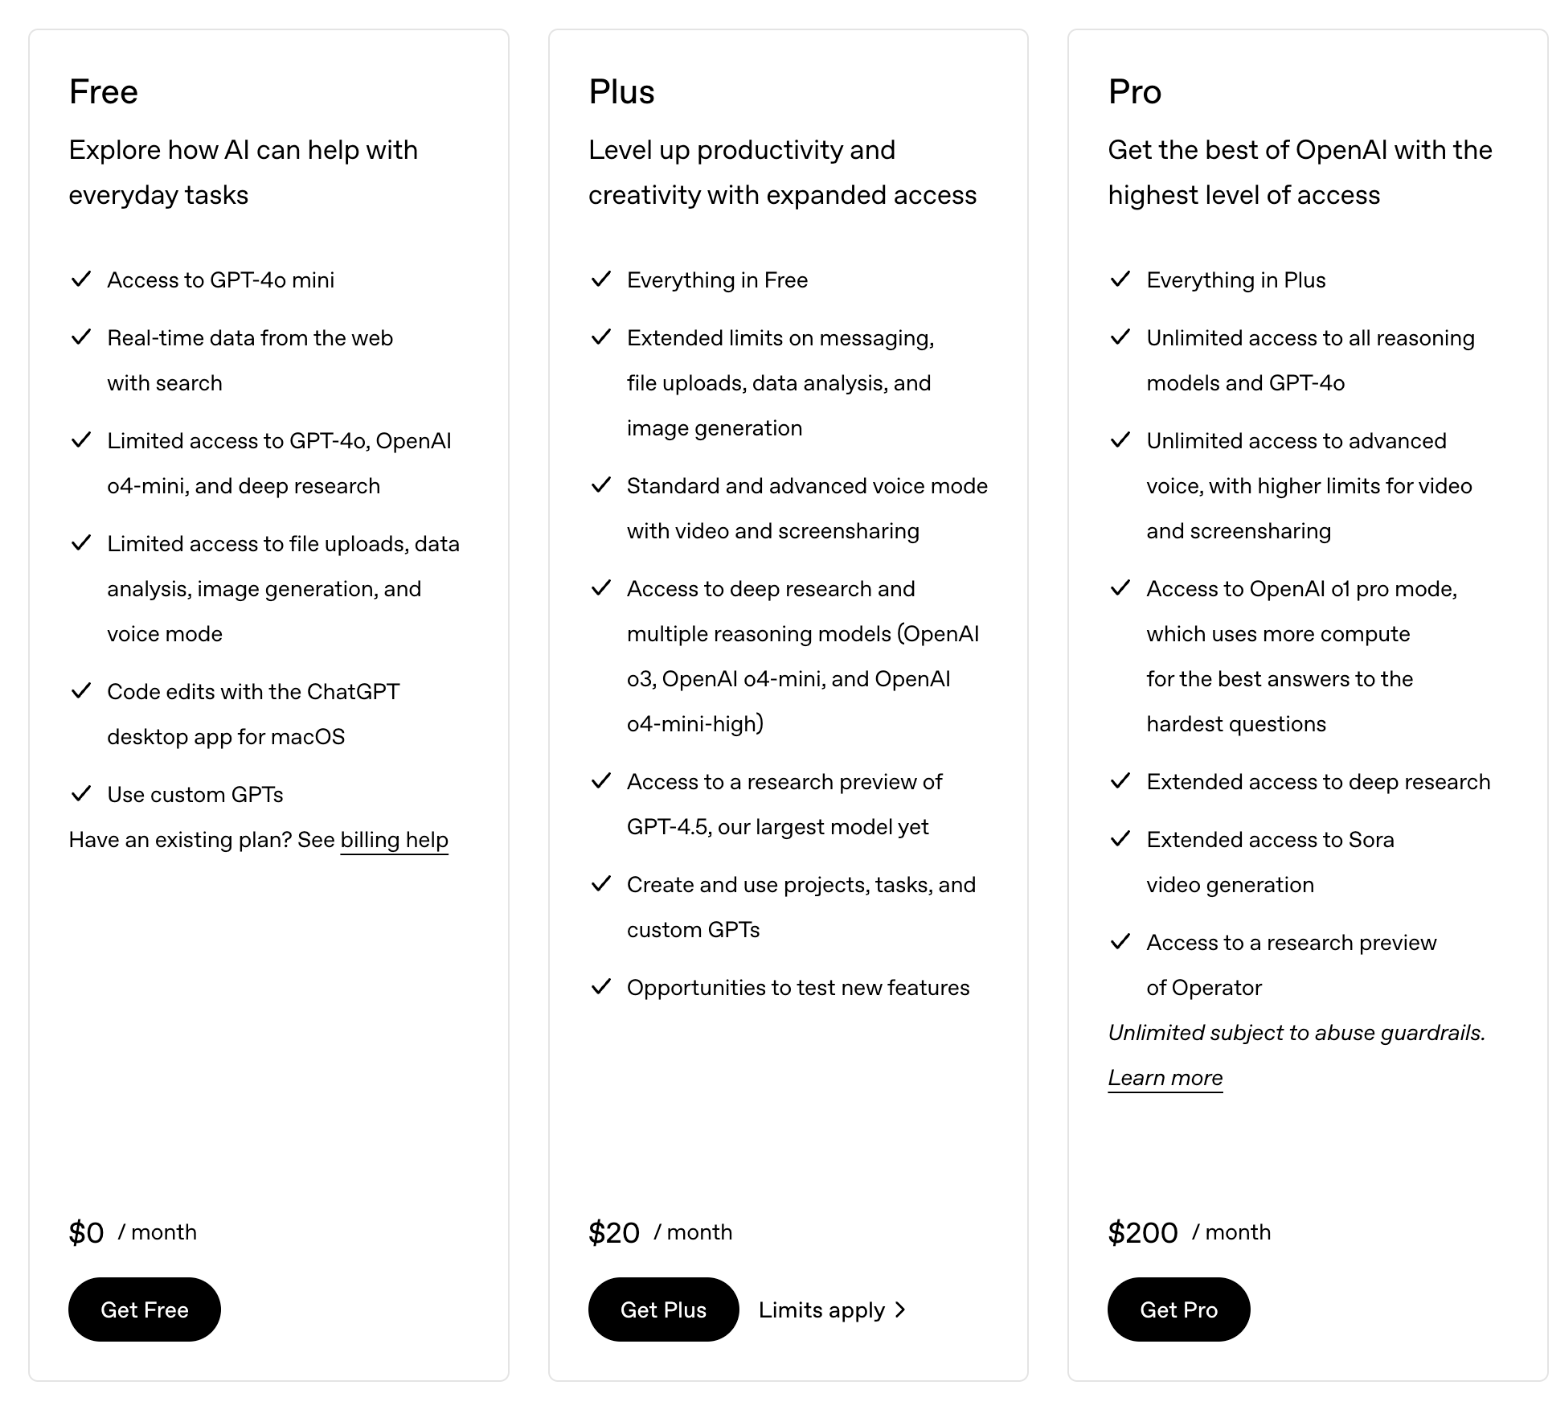 Free
Explore how AI can help with
everyday tasks
Access to GPT-4o mini
Real-time data from the web
with search
Limited access to GPT-4o, OpenAI
o4-mini, and deep research
Limited access to file uploads, data
analysis, image generation, and
voice mode
Code edits with the ChatGPT
desktop app for macOS
Use custom GPTs
Have an existing plan? See billing help
$0 / month
Get Free
Plus
Level up productivity and
creativity with expanded access
Everything in Free
Extended limits on messaging,
file uploads, data analysis, and
image generation
Standard and advanced voice mode
with video and screensharing
Access to deep research and
multiple reasoning models (OpenAI
o3, OpenAI o4-mini, and OpenAI
o4-mini-high)
Access to a research preview of
GPT-4.5, our largest model yet
Create and use projects, tasks, and
custom GPTs
Opportunities to test new features
$20 / month
Get Plus
Limits apply
Pro
Get the best of OpenAI with the
highest level of access
Everything in Plus
Unlimited access to all reasoning
models and GPT-4o
Unlimited access to advanced
voice, with higher limits for video
and screensharing
Access to OpenAI o1 pro mode,
which uses more compute
for the best answers to the
hardest questions
Extended access to deep research
Extended access to Sora
video generation
Access to a research preview
of Operator
Unlimited subject to abuse guardrails.
Learn more
$200 / month
Get Pro